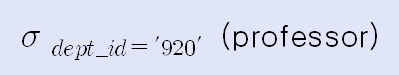 σ dept_id=′920′ (professor)